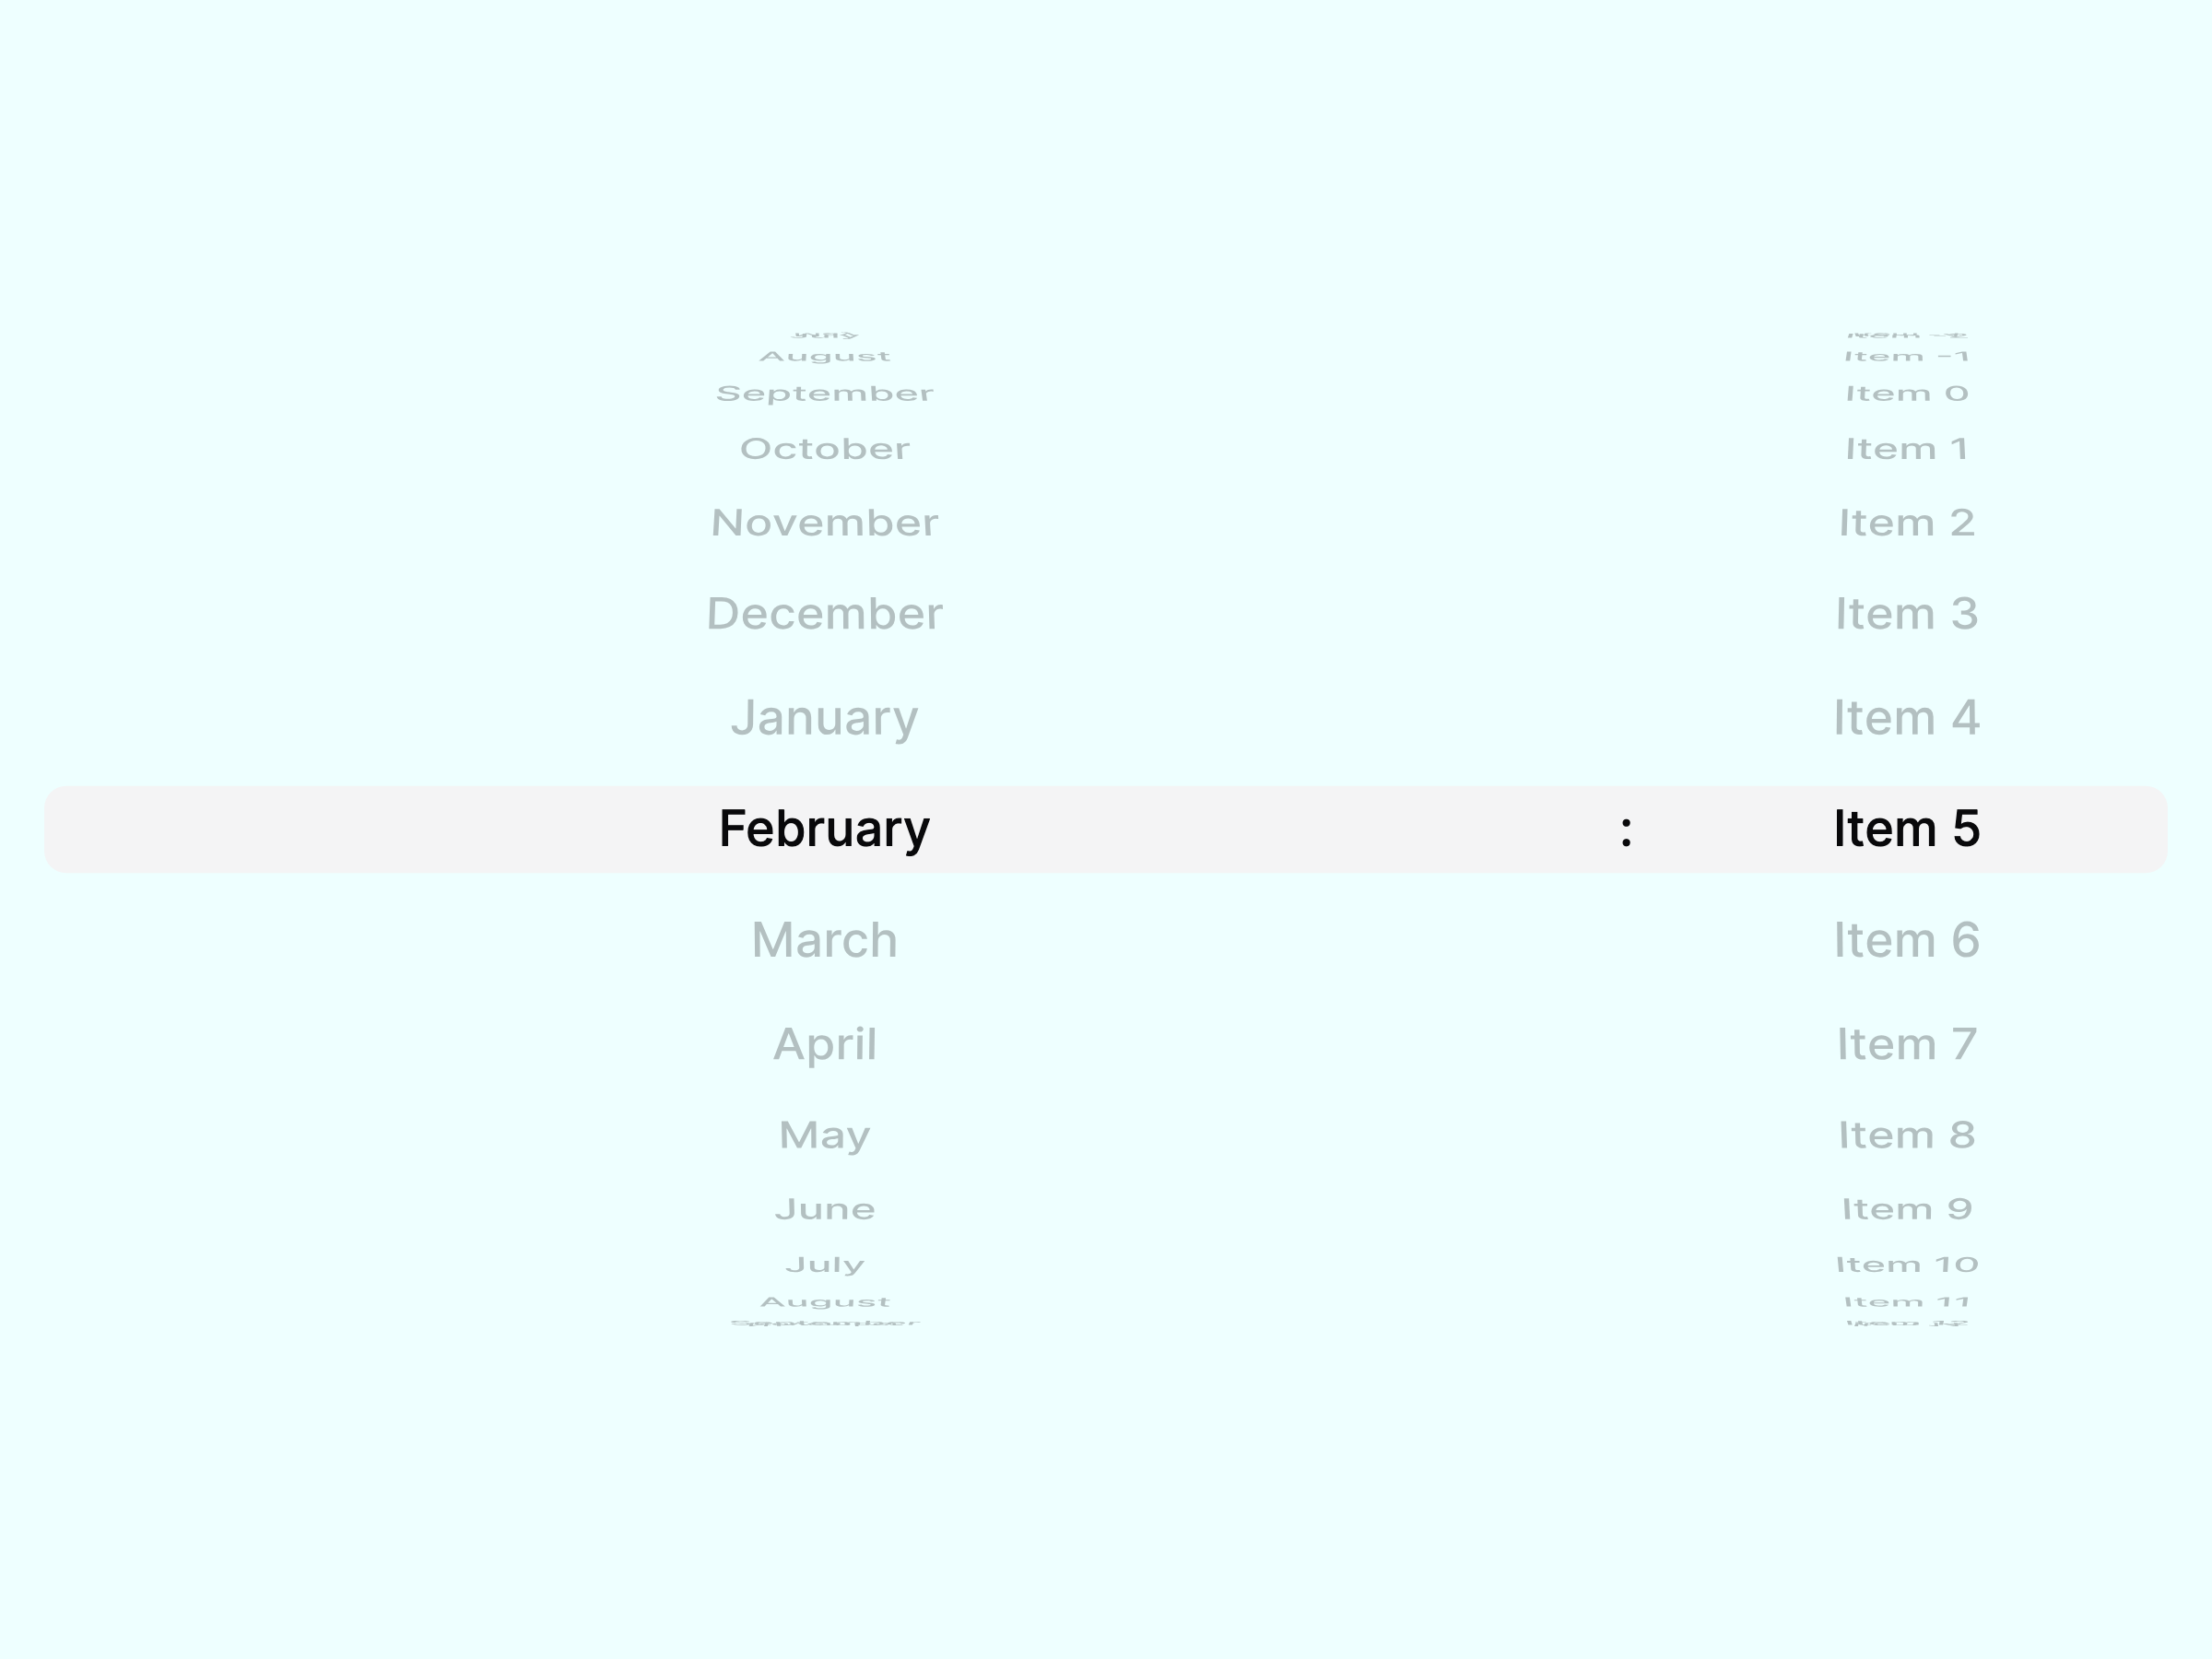 August Item -1
September Item 0
October Item 1
November Item 2
December Item 3
January Item 4
February : Item 5
March Item 6
April Item 7
May Item 8
June Item 9
July Item 10
August Item 11